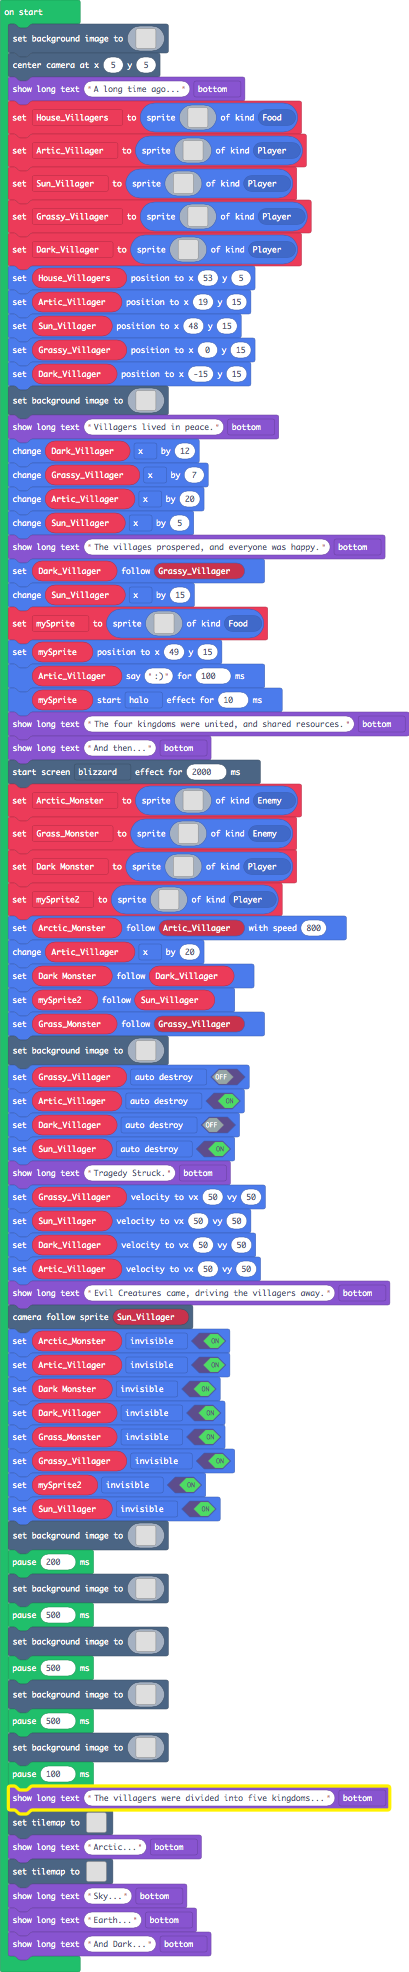 on start
set background image to
center camera at x 5 y 5
show long text "A long time ago..." bottom
set House_Villagers to sprite of kind Food
set Artic_Villager to sprite of kind Player
set Sun_Villager to sprite of kind Player
set Grassy_Villager to sprite of kind Player
set Dark_Villager to sprite of kind Player
set House_Villagers position to x 53 y 5
set Artic_Villager position to x 19 y 15
set Sun_Villager position to x 48 y 15
set Grassy_Villager position to x 0 y 15
set Dark_Villager position to x -15 y 15
set background image to
show long text "Villagers lived in peace." bottom
change Dark_Villager x by 12
change Grassy_Villager x by 7
change Artic_Villager x by 20
change Sun_Villager x by 5
show long text "The villages prospered, and everyone was happy." bottom
set Dark_Villager follow Grassy_Villager
change Sun_Villager x by 15
set mySprite to sprite of kind Food
set mySprite position to x 49 y 15
Artic_Villager say ":)" for 100 ms
mySprite start halo effect for 10 ms
show long text "The four kingdoms were united, and shared resources." bottom
show long text "And then..." bottom
start screen blizzard effect for 2000 ms
set Arctic_Monster to sprite of kind Enemy
set Grass_Monster to sprite of kind Enemy
set Dark Monster to sprite of kind Player
set mySprite2 to sprite of kind Player
set Arctic_Monster follow Artic_Villager with speed 800
change Artic_Villager x by 20
set Dark Monster follow Dark_Villager
set mySprite2 follow Sun_Villager
set Grass_Monster follow Grassy_Villager
set background image to
set Grassy_Villager auto destroy OFF
set Artic_Villager auto destroy ON
set Dark_Villager auto destroy OFF
set Sun_Villager auto destroy ON
show long text "Tragedy Struck." bottom
set Grassy_Villager velocity to vx 50 vy 50
set Sun_Villager velocity to vx 50 vy 50
set Dark_Villager velocity to vx 50 vy 50
set Artic_Villager velocity to vx 50 vy 50
show long text "Evil Creatures came, driving the villagers away." bottom
camera follow sprite Sun_Villager
set Arctic_Monster invisible ON
set Artic_Villager invisible ON
set Dark Monster invisible ON
set Dark_Villager invisible ON
set Grass_Monster invisible ON
set Grassy_Villager invisible ON
set mySprite2 invisible ON
set Sun_Villager invisible ON
set background image to
pause 200 ms
set background image to
pause 500 ms
set background image to
pause 500 ms
set background image to
pause 500 ms
set background image to
pause 100 ms
show long text "The villagers were divided into five kingdoms..." bottom
set tilemap to
show long text "Arctic..." bottom
set tilemap to
show long text "Sky..." bottom
show long text "Earth..." bottom
show long text "And Dark..." bottom